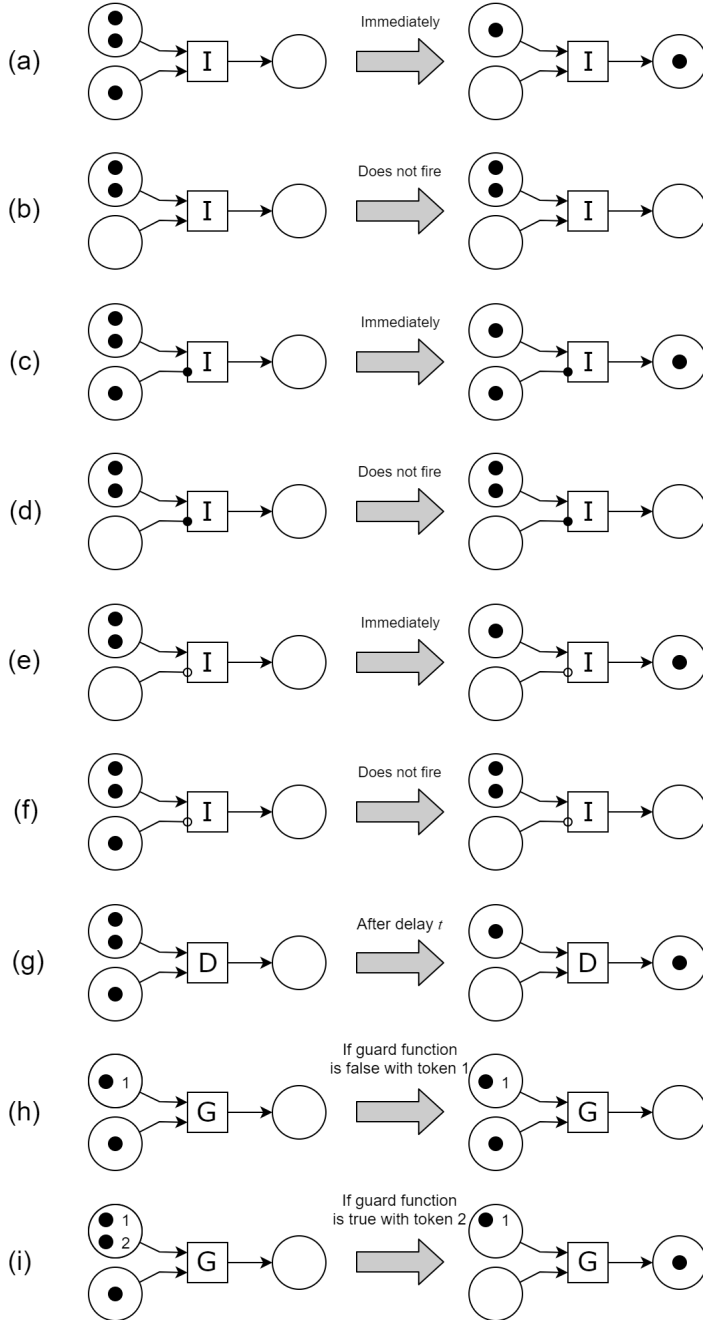 Immediately
(a) I I
Does not fire
(b) I I
Immediately
(c) I I
Does not fire
(d) I I
Immediately
(e) I I
Does not fire
(f) I I
After delay t
(g) D D
If guard function
is false with token 1
(h) 1 G 1 G
If guard function
is true with token 2
1 1
2
(i) G G